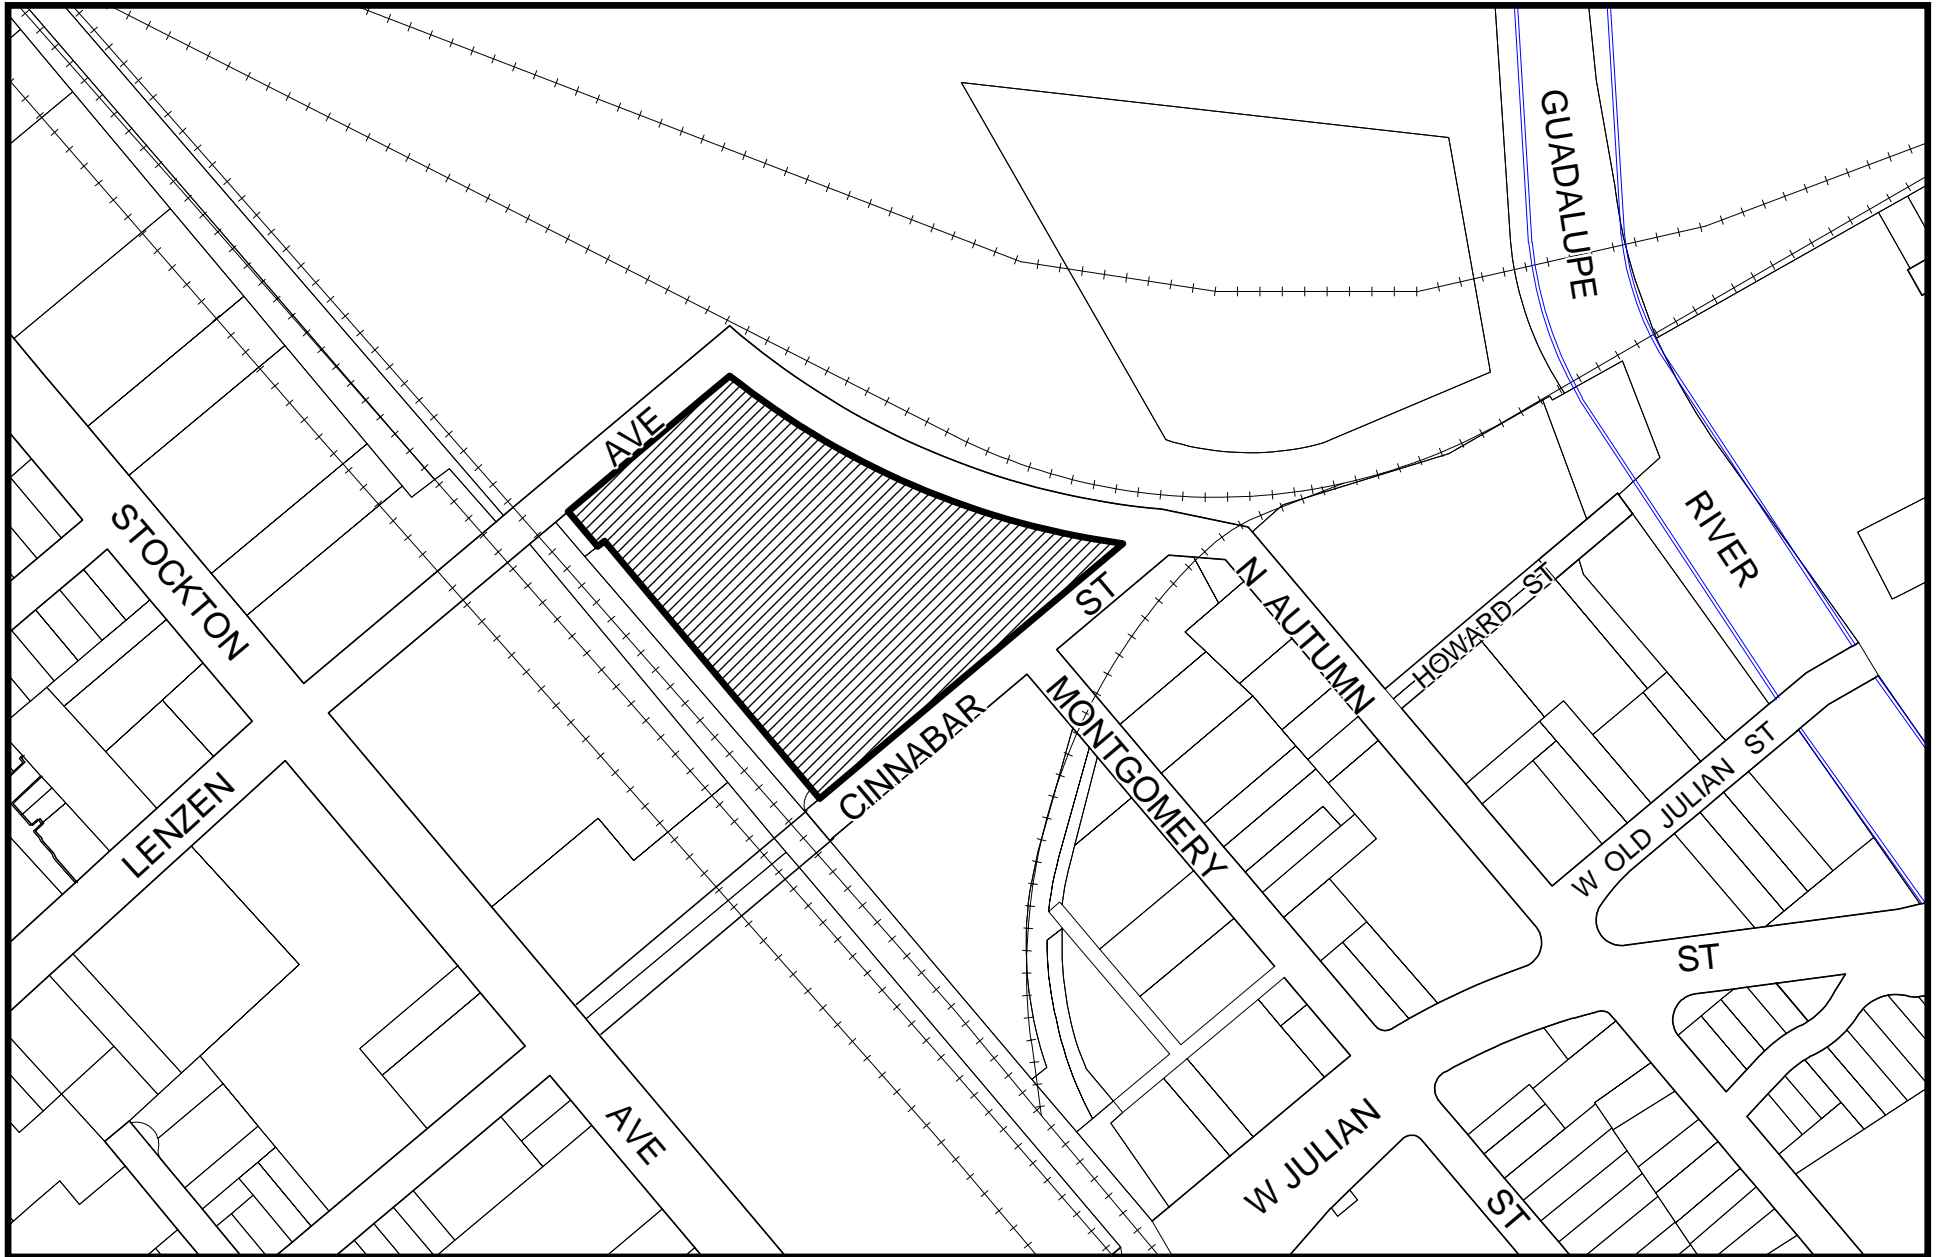 GUADALUPE
AVE
STOCKTON
RIVER
ST
N AUTUMN
HOWARD ST
CINNABAR
MONTGOMERY
LENZEN
W OLD JULIAN ST
ST
AVE
W JULIAN
ST